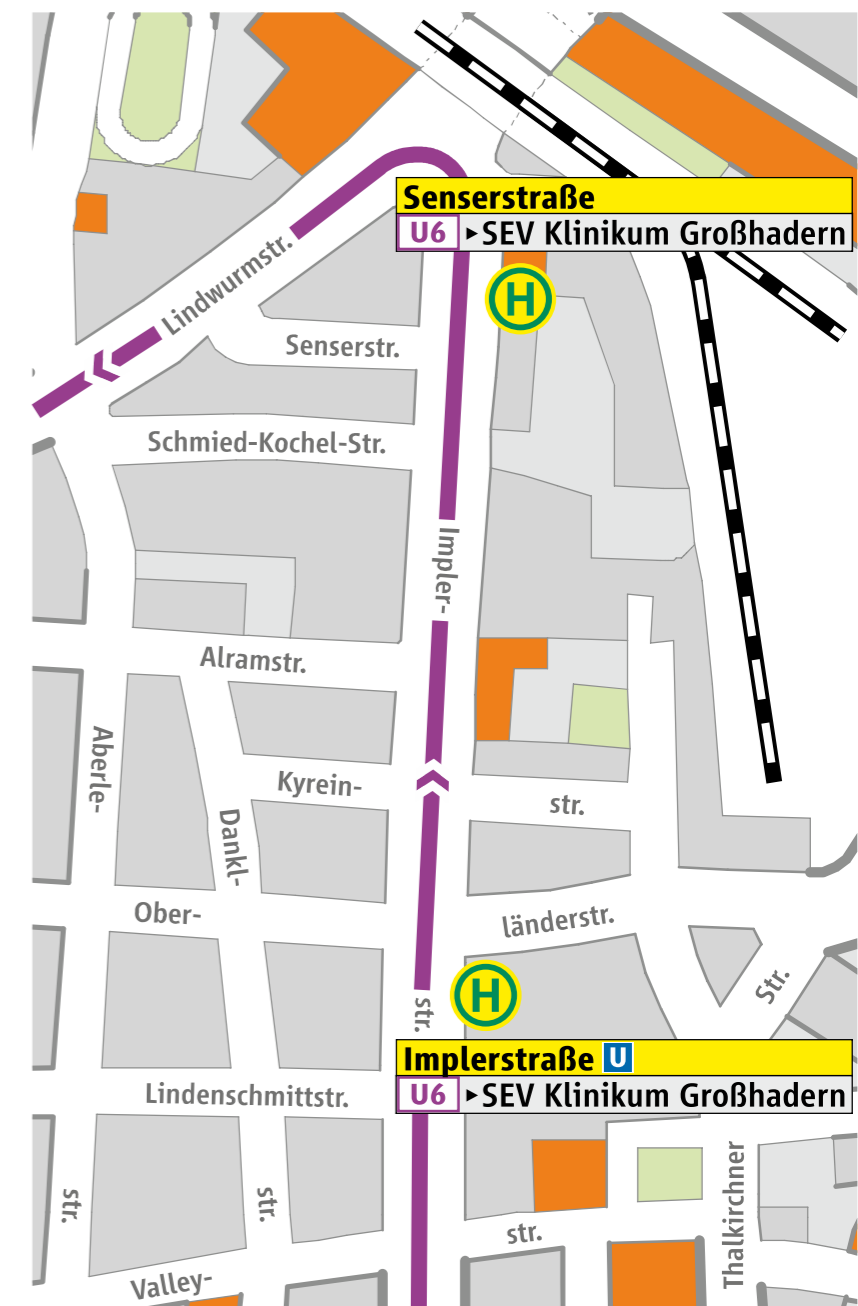 Senserstraße
U6 ▸SEV Klinikum Großhadern
H
Lindwurmstr.
Senserstr.
Schmied-Kochel-Str.
Impler-
Alramstr.
Aberle-
Kyrein-
str.
Dankl-
Ober-
länderstr.
H
str.
Str.
Implerstraße U
U6 ▸SEV Klinikum Großhadern
Lindenschmittstr.
Thalkirchner
str.
str.
str.
Valley-